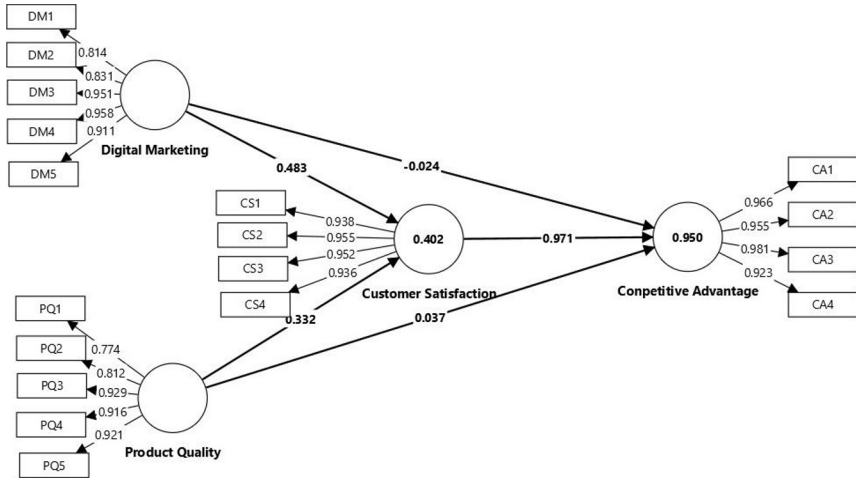 DM1
0.814
DM2
0.831
DM3
0.951
DM4
0.958
0.911
DM5
Digital Marketing
0.483
-0.024
CS1
0.938
CS2
0.955
CS3
0.952
CS4
0.936
0.402
Customer Satisfaction
0.971
0.950
Conpetitive Advantage
CA1
0.966
CA2
0.955
CA3
0.981
CA4
0.923
0.332
0.037
PQ1
0.774
PQ2
0.812
PQ3
0.929
PQ4
0.916
0.921
PQ5
Product Quality